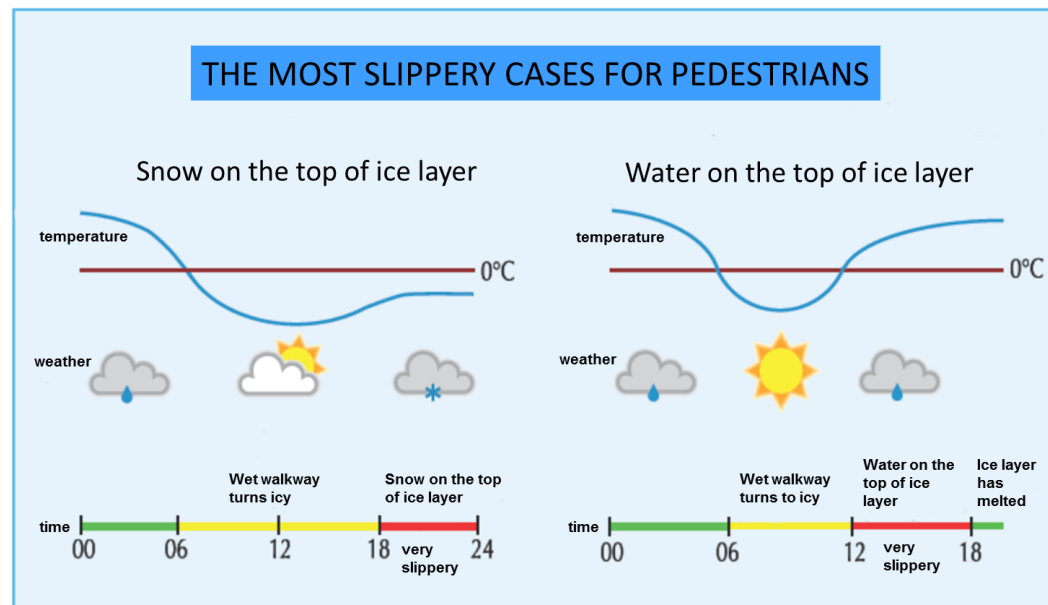 THE MOST SLIPPERY CASES FOR PEDESTRIANS
Snow on the top of ice layer
temperature
0°C
weather
Wet walkway
turns icy
Snow on the top
of ice layer
time
00 06 12 18 24
very
slippery
Water on the top of ice layer
temperature
0°C
weather
Wet walkway
turns to icy
Water on the
top of ice
layer
Ice layer
has
melted
time
00 06 12 18
very
slippery